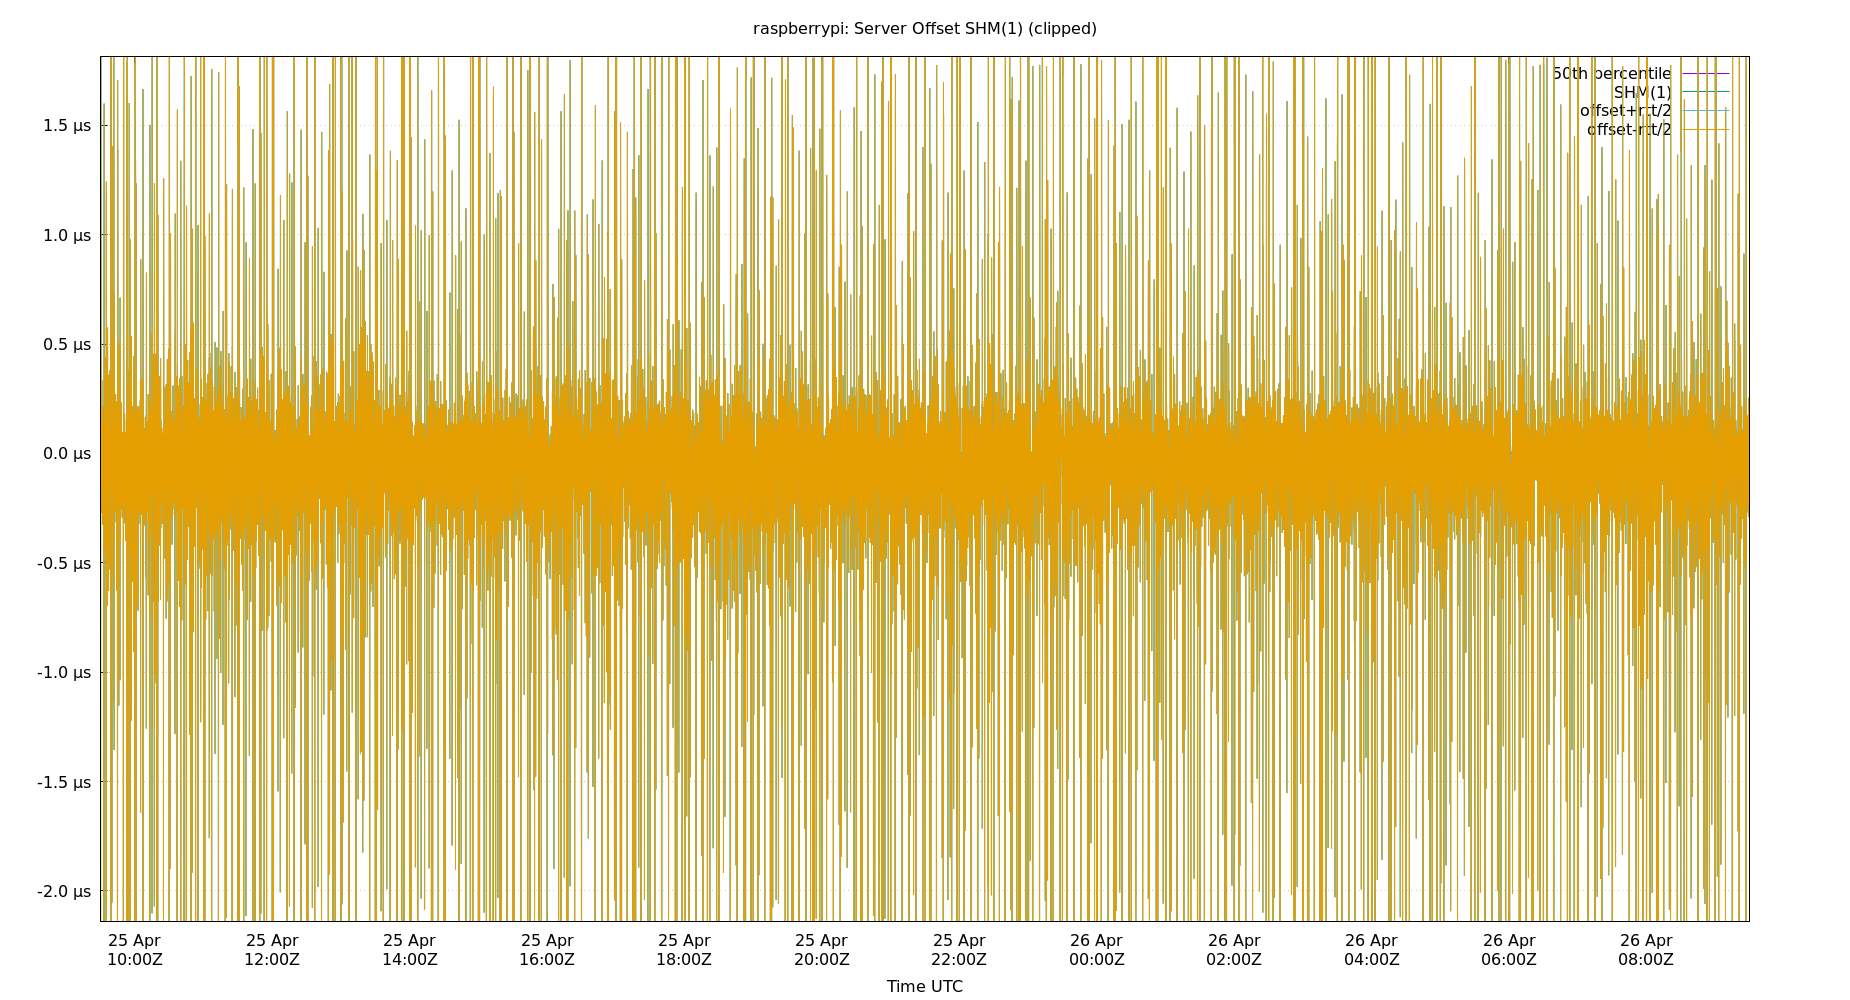 raspberrypi: Server Offset SHM(1) (clipped)
50th percentile
SHM(1)
offset+rtt/2
offset-rtt/2
1.5 μs
1.0 μs
0.5 μs
0.0 μs
-0.5 μs
-1.0 μs
-1.5 μs
-2.0 μs
25 Apr 25 Apr 25 Apr 25 Apr 25 Apr 25 Apr 25 Apr 26 Apr 26 Apr 26 Apr 26 Apr 26 Apr
10:00Z 12:00Z 14:00Z 16:00Z 18:00Z 20:00Z 22:00Z 00:00Z 02:00Z 04:00Z 06:00Z 08:00Z
Time UTC